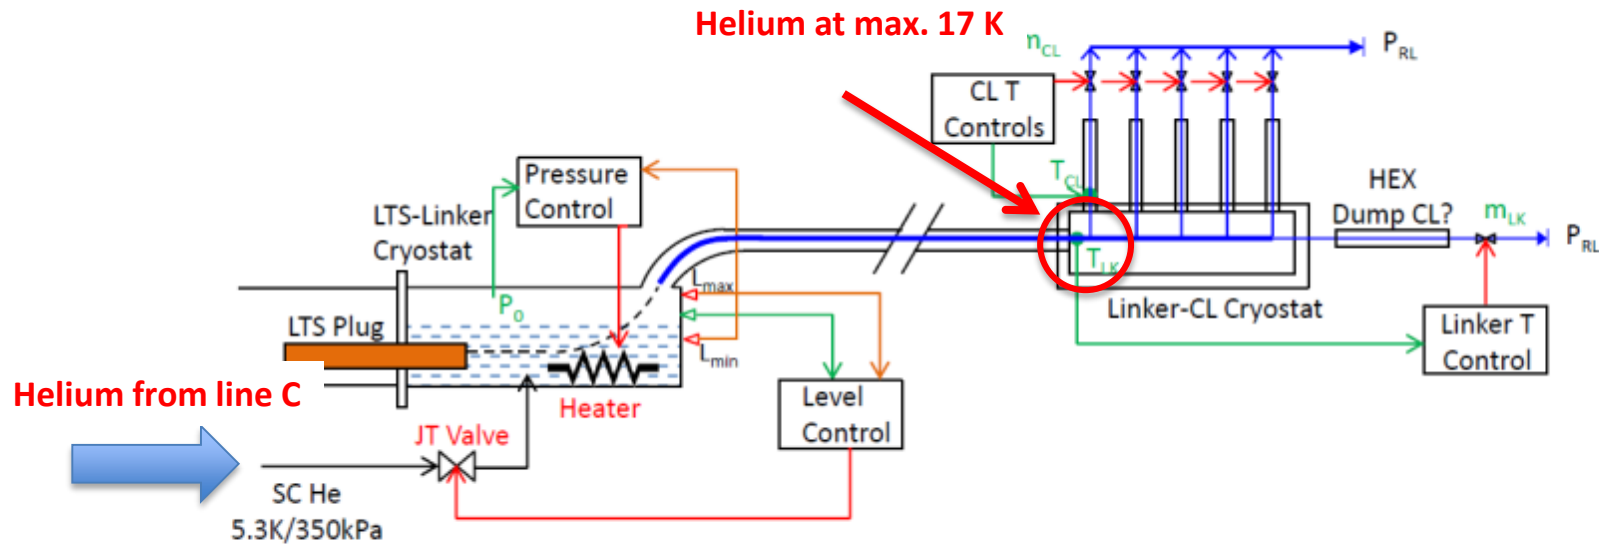 Helium at max. 17 K
m_CL
P_RL
CL T
Controls
T_CL
Pressure
Control
HEX
Dump CL?
m_LK
P_RL
LTS-Linker
Cryostat
T_LK
L_max
P_0
Linker-CL Cryostat
LTS Plug
Linker T
Control
L_min
Helium from line C
Heater
Level
Control
JT Valve
SC He
5.3K/350kPa